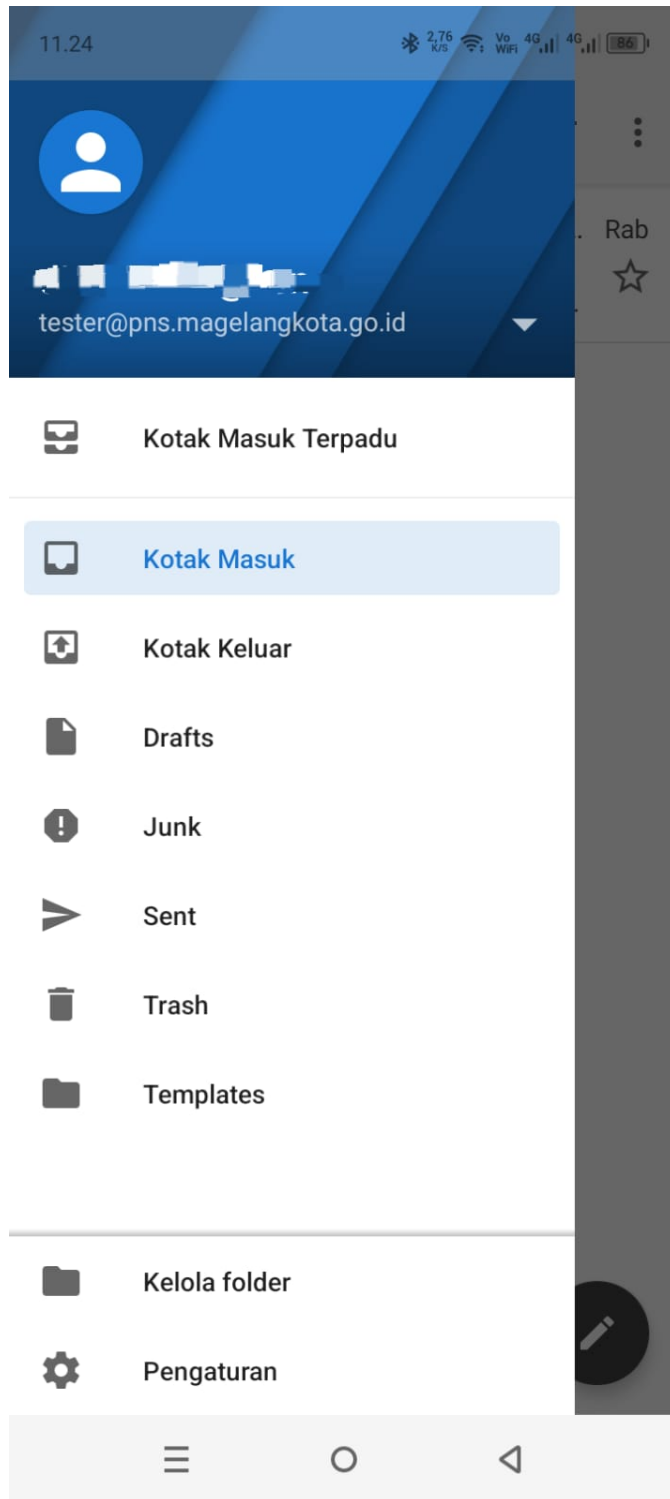 11.24
2,76 K/S Vo WiFi 4G 4G 86
Rab
tester@pns.magelangkota.go.id
Kotak Masuk Terpadu
Kotak Masuk
Kotak Keluar
Drafts
Junk
Sent
Trash
Templates
Kelola folder
Pengaturan